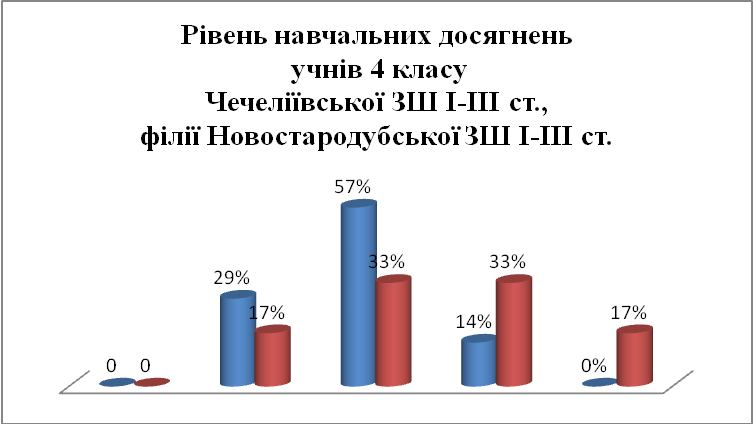 Рівень навчальних досягнень
учнів 4 класу
Чечеліївської ЗШ І-ІІІ ст.,
філії Новостародубської ЗШ І-ІІІ ст.
57%
33%
33%
29%
17%
17%
14%
0
0
0%